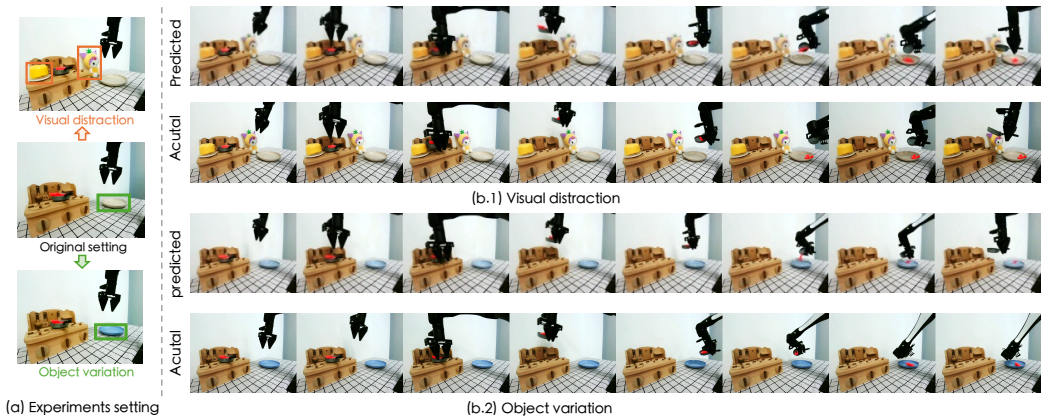 Visual distraction
Original setting
Object variation
(a) Experiments setting
Predicted
Acutal
(b.1) Visual distraction
predicted
Acutal
(b.2) Object variation